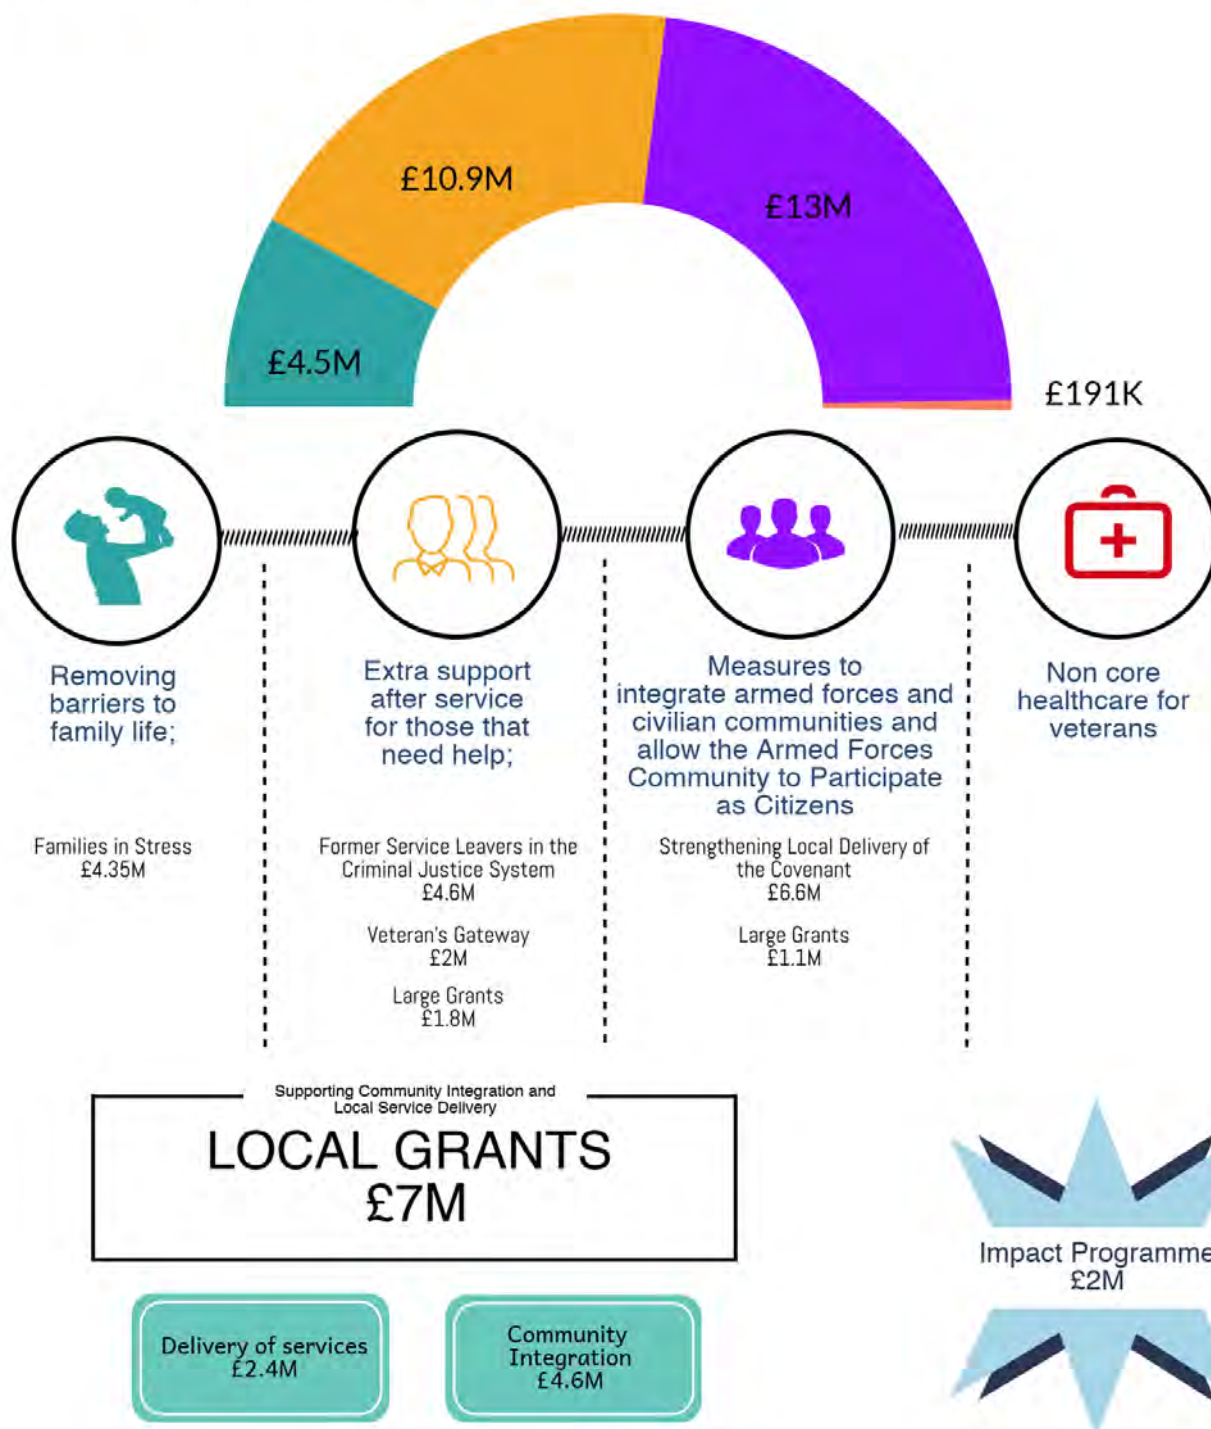 £10.9M
£13M
£4.5M
£191K
Removing
barriers to
family life;
Extra support
after service
for those that
need help;
Measures to
integrate armed forces and
civilian communities and
allow the Armed Forces
Community to Participate
as Citizens
Non core
healthcare for
veterans
Families in Stress
£4.35M
Former Service Leavers in the
Criminal Justice System
£4.6M
Veteran's Gateway
£2M
Large Grants
£1.8M
Strengthening Local Delivery of
the Covenant
£6.6M
Large Grants
£1.1M
Supporting Community Integration and
Local Service Delivery
LOCAL GRANTS
£7M
Delivery of services
£2.4M
Community
Integration
£4.6M
Impact Programme
£2M